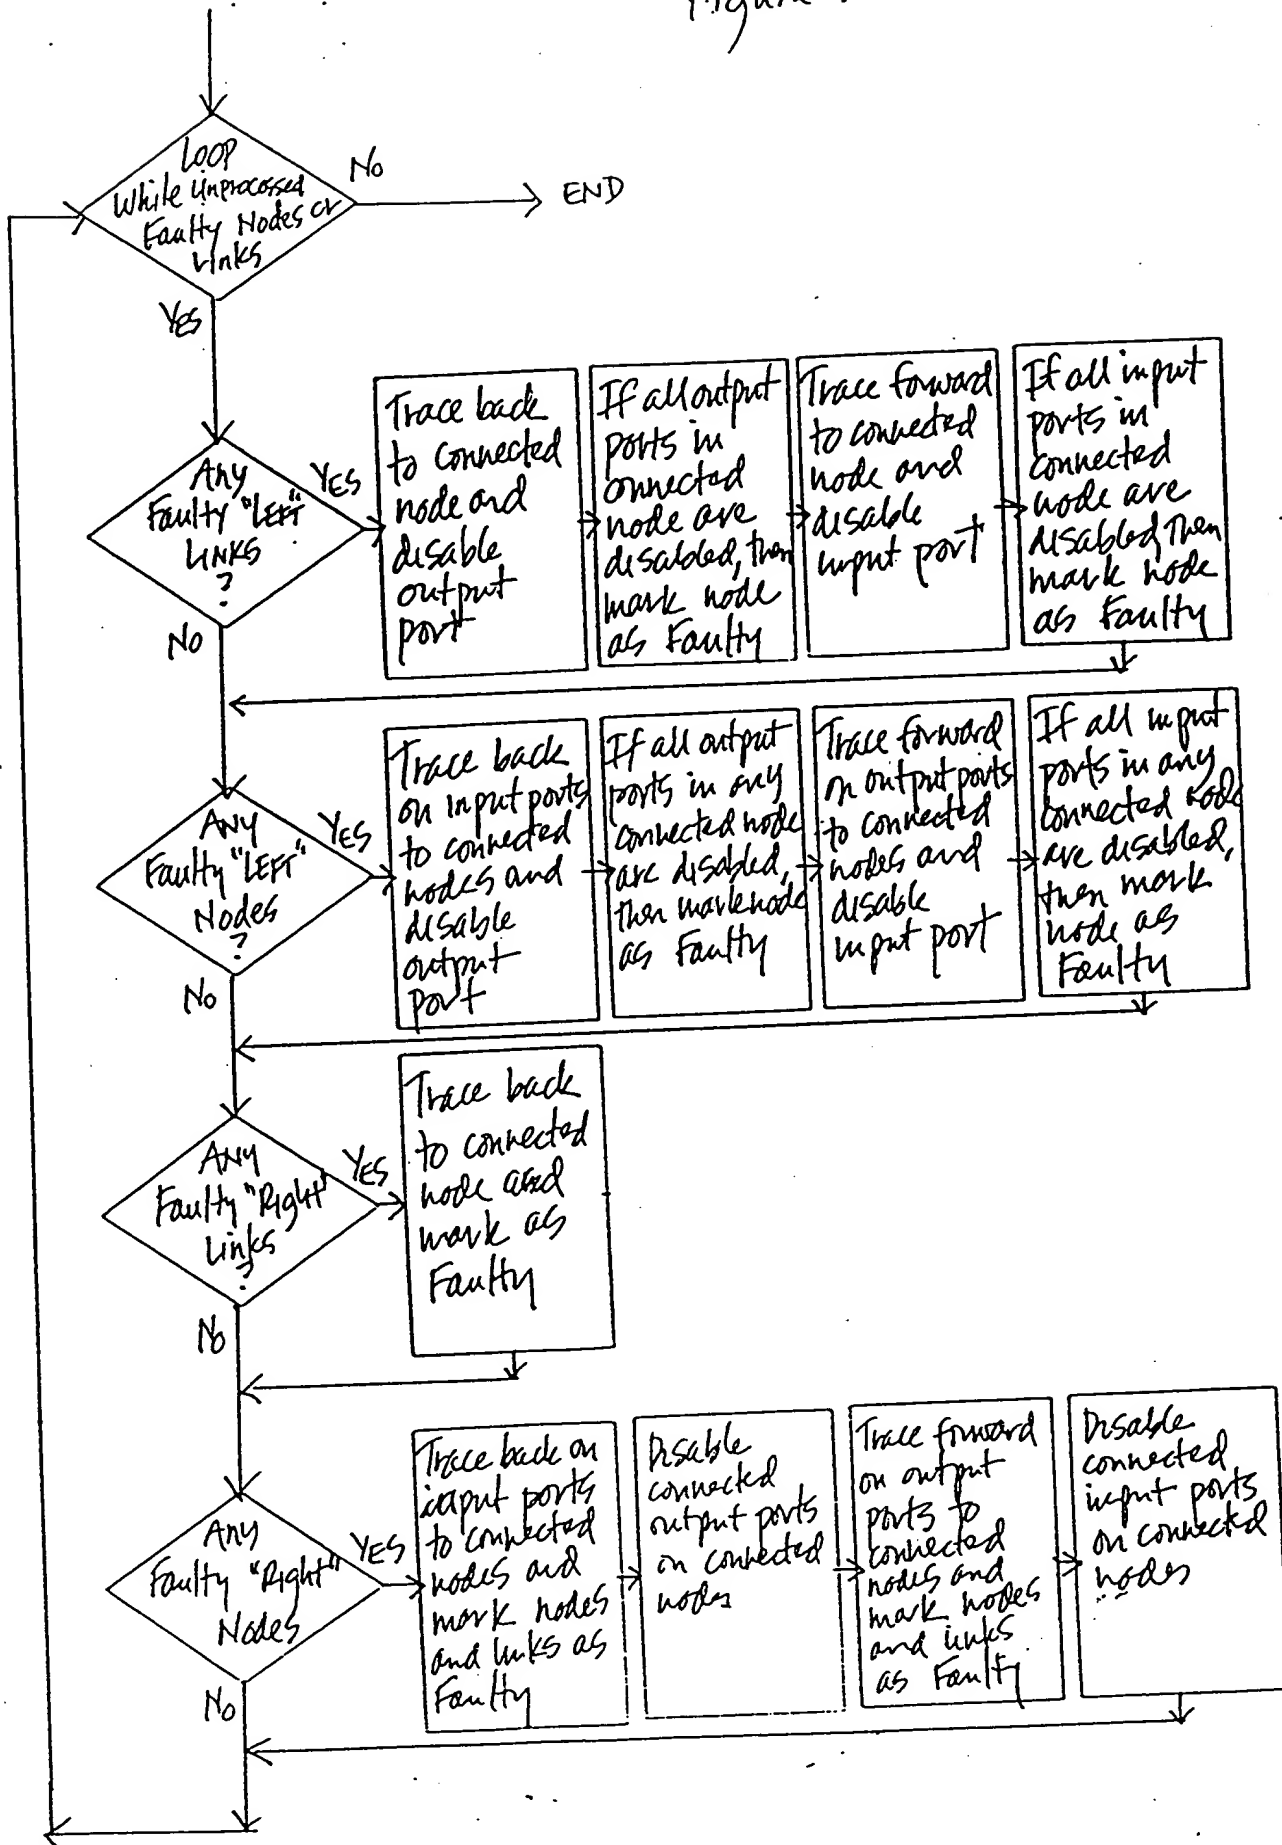 Figure
LOOP
While Unprocessed
Faulty Nodes or
Links
No
END
YES
Any
Faulty "LEFT"
LINKS
?
YES
No
Trace back
to connected
node and
disable
output
port
If all output
ports in
connected
node are
disabled, then
mark node
as Faulty
Trace forward
to connected
node and
disable
input port
If all input
ports in
connected
node are
disabled, then
mark node
as Faulty
ANY
Faulty "LEFT"
Nodes
?
YES
No
Trace back
on input ports
to connected
nodes and
disable
output
port
If all output
ports in any
connected node
are disabled,
then mark node
as Faulty
Trace forward
on output ports
to connected
nodes and
disable
input port
If all input
ports in any
connected node
are disabled,
then mark
node as
Faulty
ANY
Faulty "Right"
Links
?
YES
No
Trace back
to connected
node and
mark as
Faulty
Any
Faulty "Right"
Nodes
YES
No
Trace back on
input ports
to connected
nodes and
mark nodes
and links as
Faulty
Disable
connected
output ports
on connected
nodes
Trace forward
on output
ports to
connected
nodes and
mark nodes
and links
as Faulty
Disable
connected
input ports
on connected
nodes